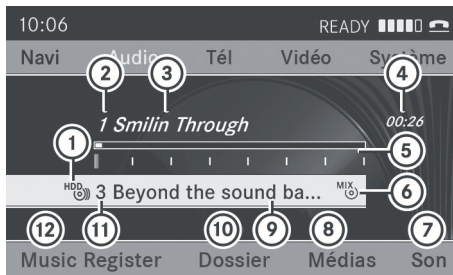 10:06 READY
Navi Audio Tél Vidéo Système
2 3 4
1 Smilin Through 00:26
1 5
HDD 3 Beyond the sound ba... MIX 6
12 11 10 9 8 7
Music Register Dossier Médias Son